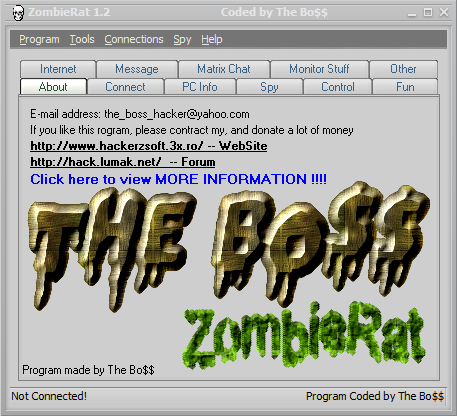 ZombieRat 1.2 Coded by The Bo$$
Program Tools Connections Spy Help
Internet Message Matrix Chat Monitor Stuff Other
About Connect PC Info Spy Control Fun
E-mail address: the_boss_hacker@yahoo.com
If you like this rogram, please contract my, and donate a lot of money
http://www.hackerzsoft.3x.ro/ -- WebSite
http://hack.lumak.net/ -- Forum
Click here to view MORE INFORMATION !!!!
THE BO$$
ZombieRat
Program made by The Bo$$
Not Connected! Program Coded by The Bo$$